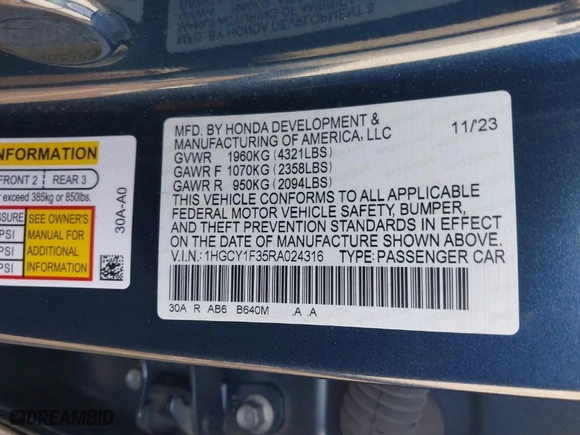 MFD. BY HONDA DEVELOPMENT &
MANUFACTURING OF AMERICA, LLC 11/23
GVWR 1960KG (4321LBS)
GAWR F 1070KG (2358LBS)
GAWR R 950KG (2094LBS)
THIS VEHICLE CONFORMS TO ALL APPLICABLE
FEDERAL MOTOR VEHICLE SAFETY, BUMPER,
AND THEFT PREVENTION STANDARDS IN EFFECT
ON THE DATE OF MANUFACTURE SHOWN ABOVE.
V.I.N.: 1HGCY1F35RA024316 TYPE: PASSENGER CAR
30A R AB6 B640M .A .A
INFORMATION
FRONT 2 REAR 3
exceed 385kg or 850lbs.
SEE OWNER'S
PSI MANUAL FOR
ADDITIONAL
PSI INFORMATION
30A-A0
DREAMBID